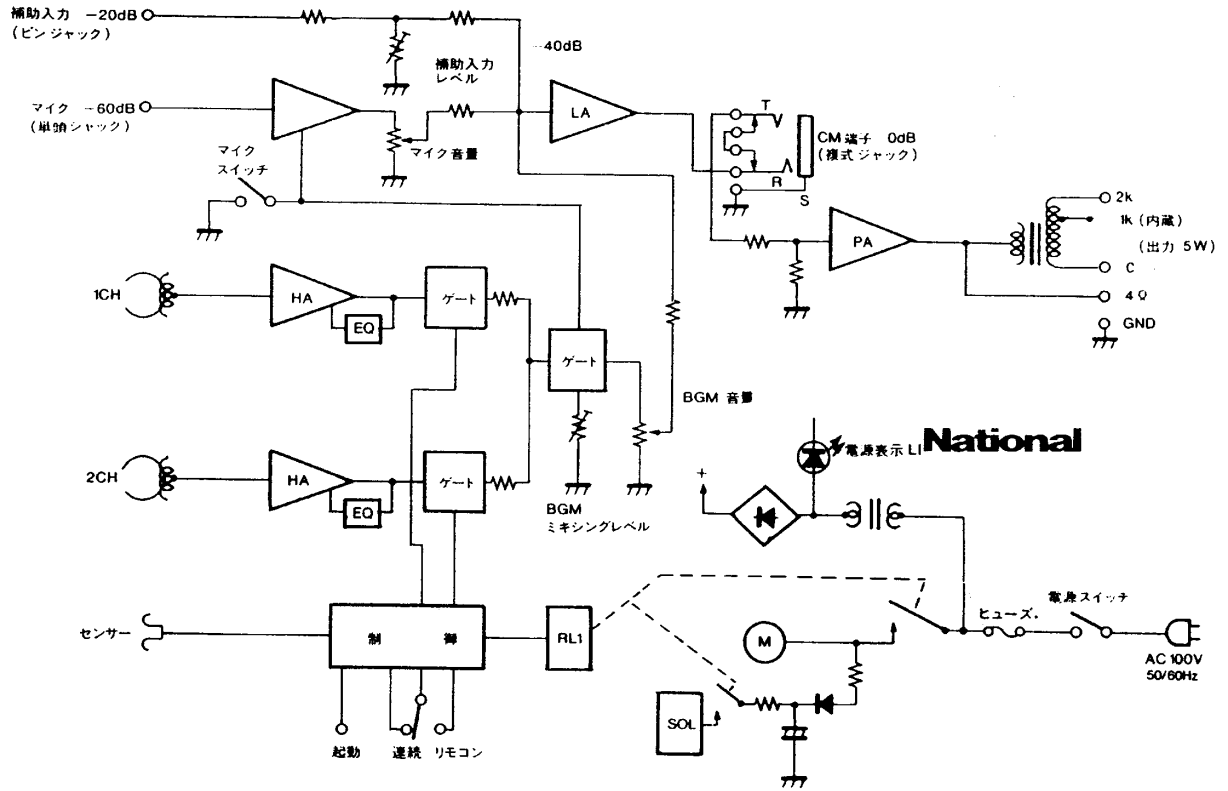 補助入力 -20dB
(ピンジャック)
-40dB
補助入力
レベル
マイク -60dB
(単頭ジャック)
LA
T
CM 端子 0dB
(複式ジャック)
R
S
マイク音量
マイク
スイッチ
2k
1k (内蔵)
(出力 5W)
PA
C
4Ω
GND
1CH
HA
ゲート
EQ
ゲート
BGM 音量
電源表示 LI
National
2CH
HA
ゲート
EQ
+
BGM
ミキシングレベル
電源スイッチ
ヒューズ.
センサー
制 御
RL1
M
AC 100V
50/60Hz
SOL
起動 連続 リモコン